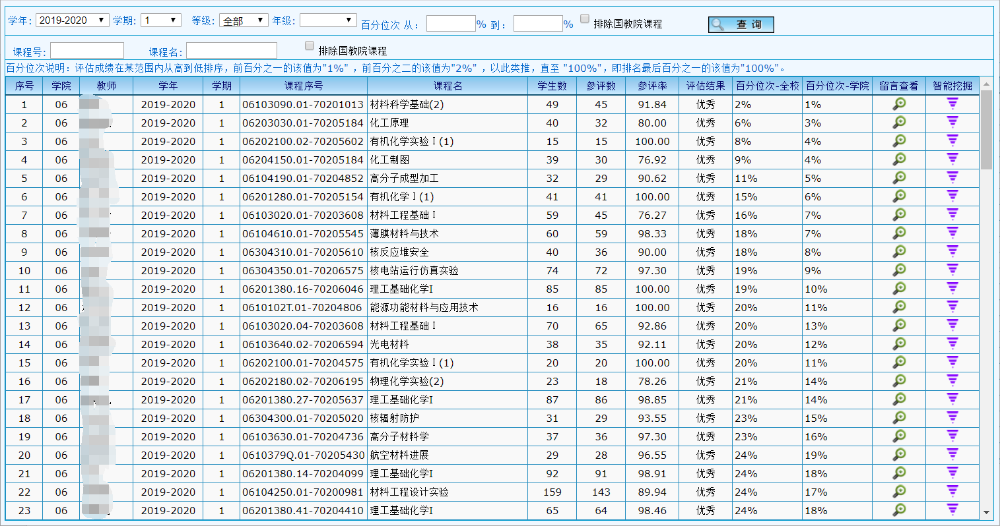 学年: 2019-2020 学期: 1 等级: 全部 年级: 百分位次 从: % 到: % 排除国教院课程 查 询
课程号: 课程名: 排除国教院课程
百分位次说明：评估成绩在某范围内从高到低排序，前百分之一的该值为"1%" ，前百分之二的该值为"2%" ，以此类推，直至 "100%"，即排名最后百分之一的该值为"100%"。
序号 学院 教师 学年 学期 课程序号 课程名 学生数 参评数 参评率 评估结果 百分位次-全校 百分位次-学院 留言查看 智能挖掘
1 06 2019-2020 1 06103090.01-70201013 材料科学基础(2) 49 45 91.84 优秀 2% 1%
2 06 2019-2020 1 06203030.01-70205184 化工原理 40 32 80.00 优秀 6% 3%
3 06 2019-2020 1 06202100.02-70205602 有机化学实验Ⅰ(1) 15 15 100.00 优秀 8% 4%
4 06 2019-2020 1 06204150.01-70205184 化工制图 39 30 76.92 优秀 9% 4%
5 06 2019-2020 1 06104190.01-70204852 高分子成型加工 32 29 90.62 优秀 11% 5%
6 06 2019-2020 1 06201280.01-70205154 有机化学Ⅰ(1) 41 41 100.00 优秀 15% 6%
7 06 2019-2020 1 06103020.01-70203608 材料工程基础Ⅰ 59 45 76.27 优秀 16% 7%
8 06 2019-2020 1 06104610.01-70205545 薄膜材料与技术 60 59 98.33 优秀 18% 7%
9 06 2019-2020 1 06304310.01-70205610 核反应堆安全 40 36 90.00 优秀 18% 8%
10 06 2019-2020 1 06304350.01-70206575 核电站运行仿真实验 74 72 97.30 优秀 19% 9%
11 06 2019-2020 1 06201380.16-70206046 理工基础化学I 85 85 100.00 优秀 19% 10%
12 06 2019-2020 1 0610102T.01-70204806 能源功能材料与应用技术 16 16 100.00 优秀 20% 11%
13 06 2019-2020 1 06103020.04-70203608 材料工程基础Ⅰ 70 65 92.86 优秀 20% 13%
14 06 2019-2020 1 06103640.02-70206594 光电材料 38 35 92.11 优秀 20% 12%
15 06 2019-2020 1 06202100.01-70204575 有机化学实验Ⅰ(1) 20 20 100.00 优秀 20% 11%
16 06 2019-2020 1 06202180.02-70206195 物理化学实验(2) 23 18 78.26 优秀 21% 14%
17 06 2019-2020 1 06201380.27-70205637 理工基础化学I 87 86 98.85 优秀 21% 14%
18 06 2019-2020 1 06304300.01-70205020 核辐射防护 31 29 93.55 优秀 23% 15%
19 06 2019-2020 1 06103630.01-70204736 高分子材料学 37 36 97.30 优秀 23% 16%
20 06 2019-2020 1 0610379Q.01-70205430 航空材料进展 29 28 96.55 优秀 24% 19%
21 06 2019-2020 1 06201380.14-70204099 理工基础化学I 92 91 98.91 优秀 24% 18%
22 06 2019-2020 1 06104250.01-70200981 材料工程设计实验 159 143 89.94 优秀 24% 17%
23 06 2019-2020 1 06201380.41-70204410 理工基础化学I 65 64 98.46 优秀 24% 18%